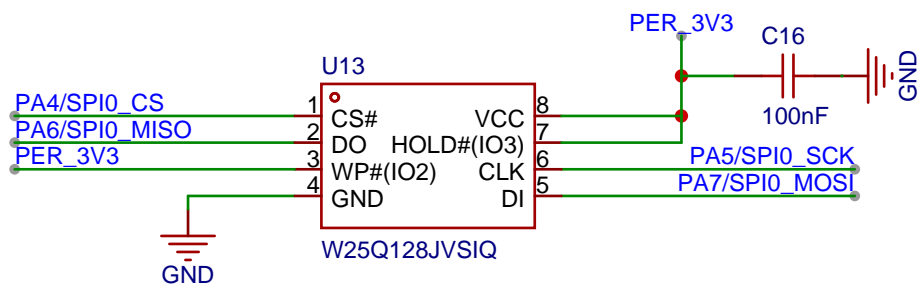 PER_3V3
C16
100nF
GND
U13
PA4/SPI0_CS
PA6/SPI0_MISO
PER_3V3
1
2
3
4
CS#
DO
WP#(IO2)
GND
VCC
HOLD#(IO3)
CLK
DI
8
7
6
5
PA5/SPI0_SCK
PA7/SPI0_MOSI
GND
W25Q128JVSIQ